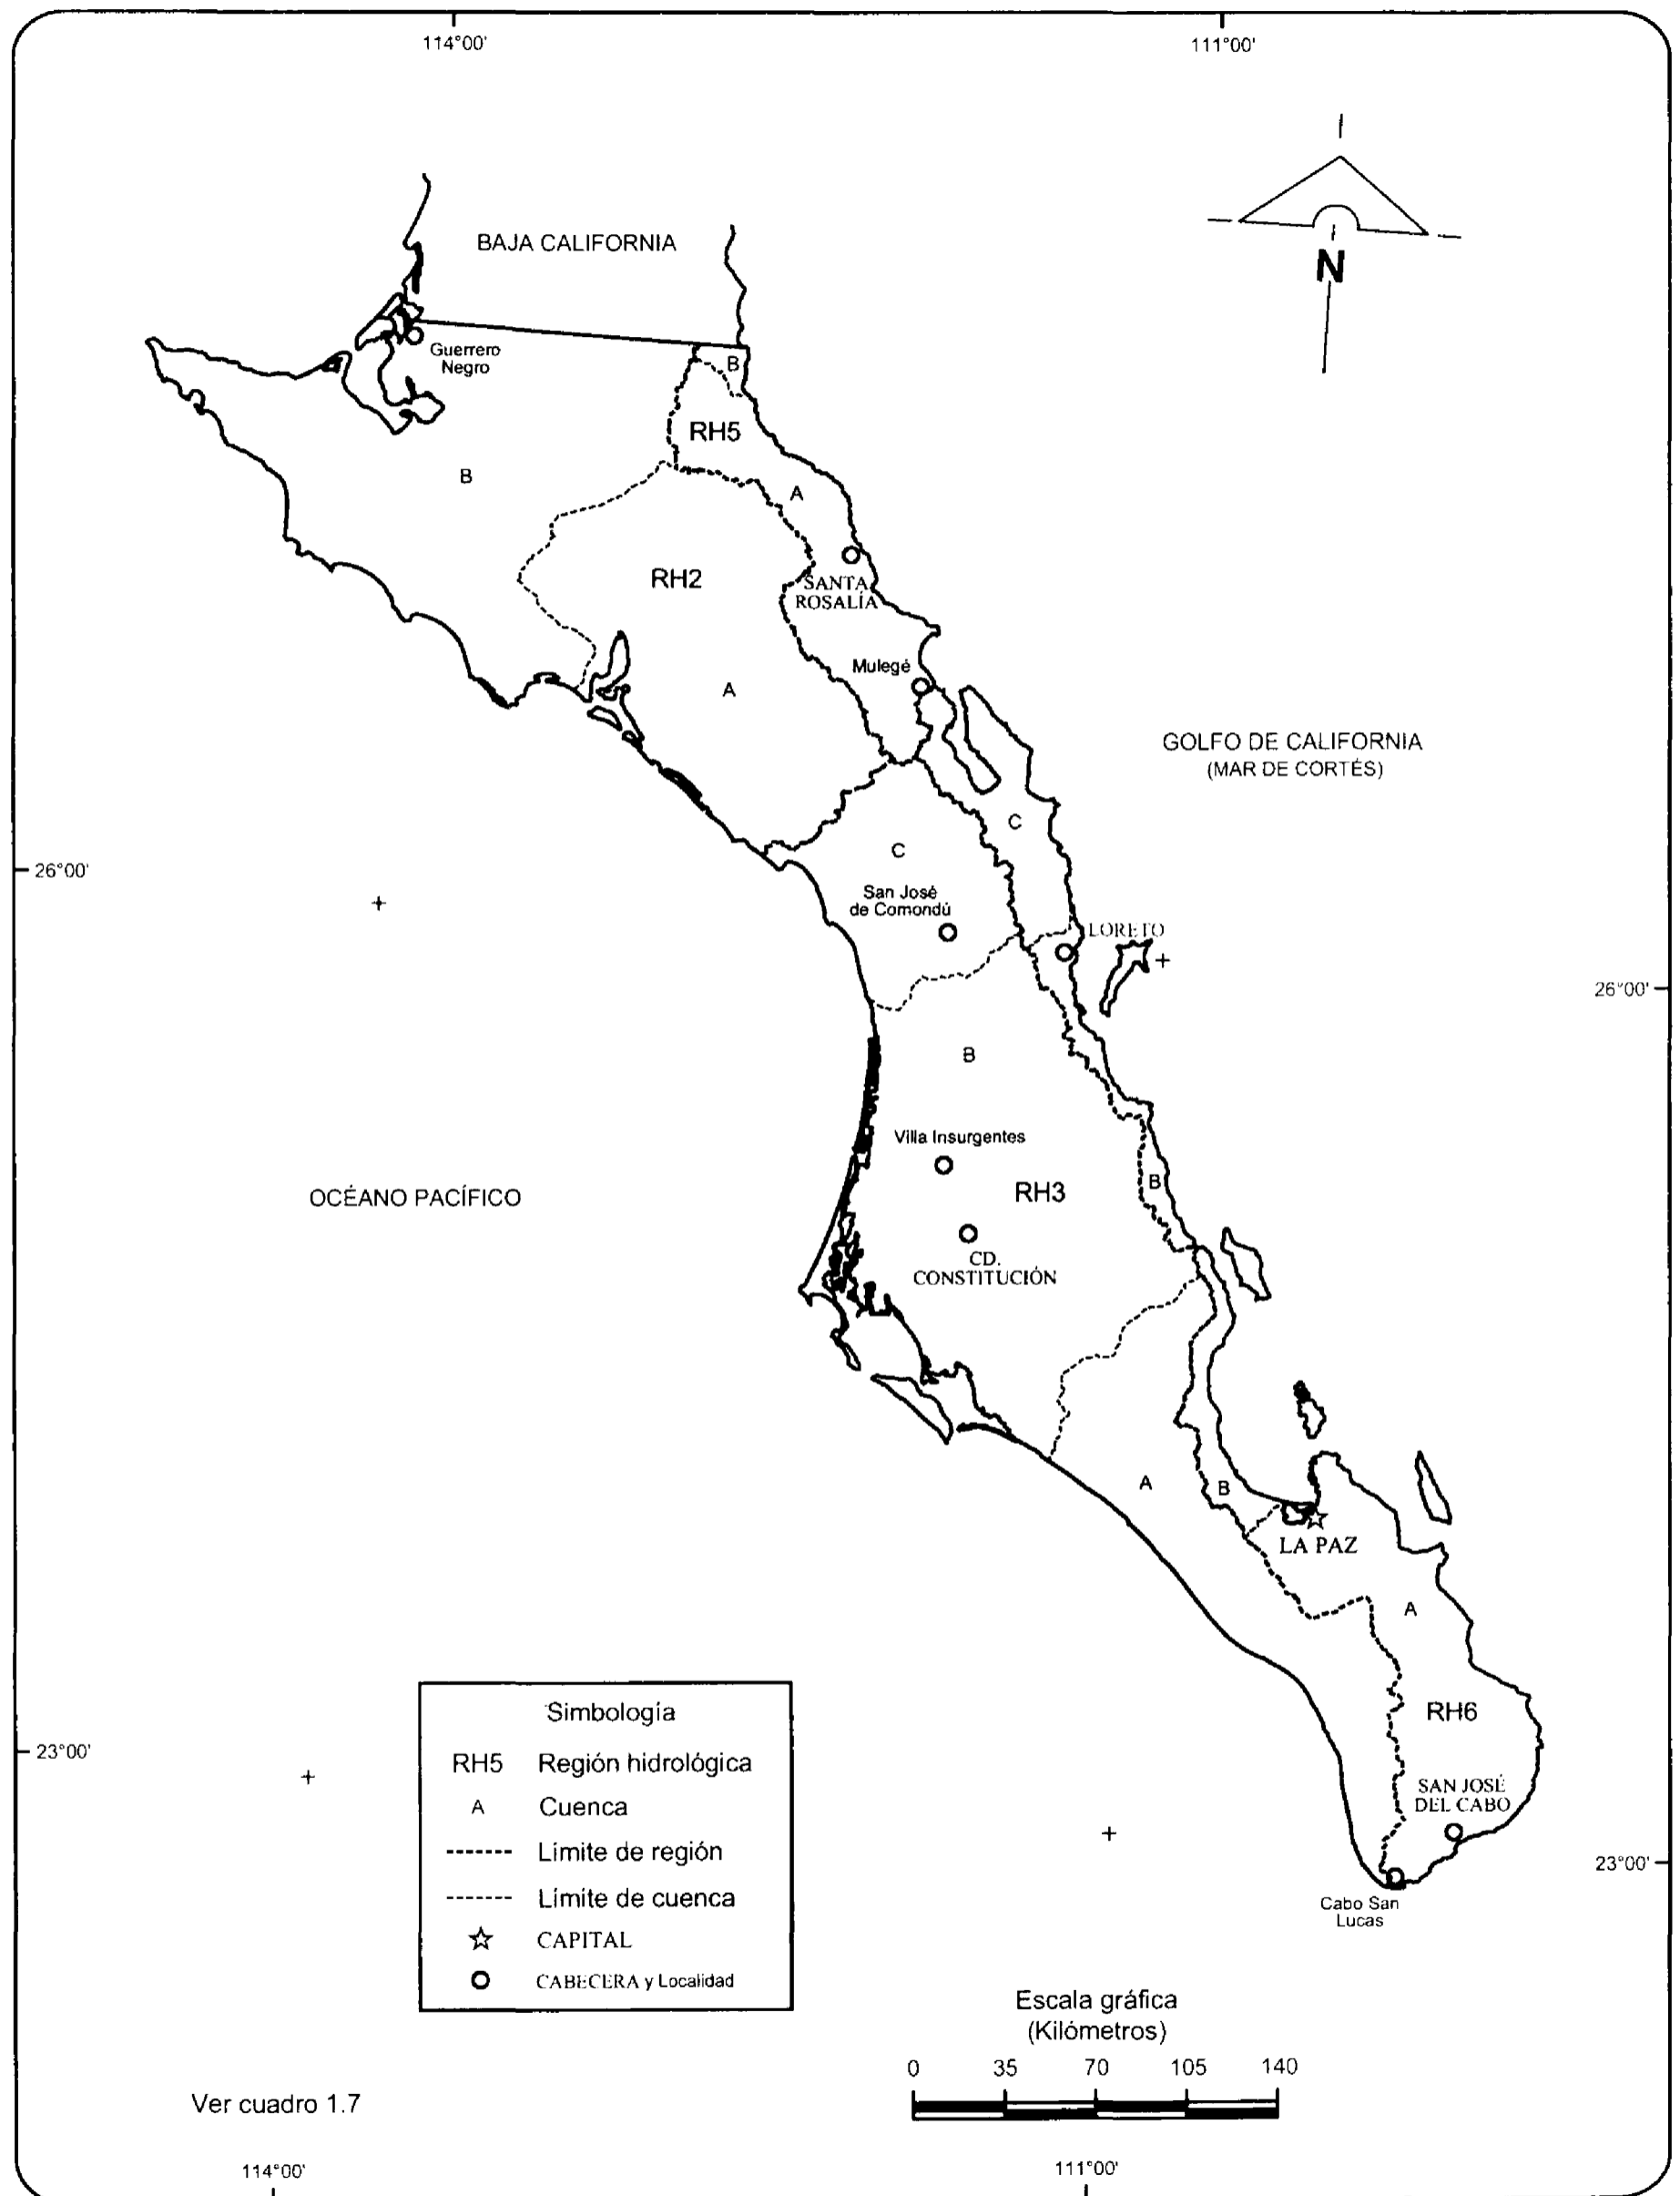 114°00'
111°00'
BAJA CALIFORNIA
N
Guerrero
Negro
B
RH5
B
A
RH2
SANTA
ROSALÍA
Mulegé
A
GOLFO DE CALIFORNIA
(MAR DE CORTÉS)
C
C
26°00'
San José
de Comondú
LORETO
26°00'
B
Villa Insurgentes
OCÉANO PACÍFICO
RH3
B
CD.
CONSTITUCIÓN
A
B
LA PAZ
A
RH6
23°00'
SAN JOSÉ
DEL CABO
23°00'
Cabo San
Lucas
Simbología
RH5 Región hidrológica
A Cuenca
Límite de región
Límite de cuenca
CAPITAL
CABECERA y Localidad
Escala gráfica
(Kilómetros)
0 35 70 105 140
Ver cuadro 1.7
114°00'
111°00'